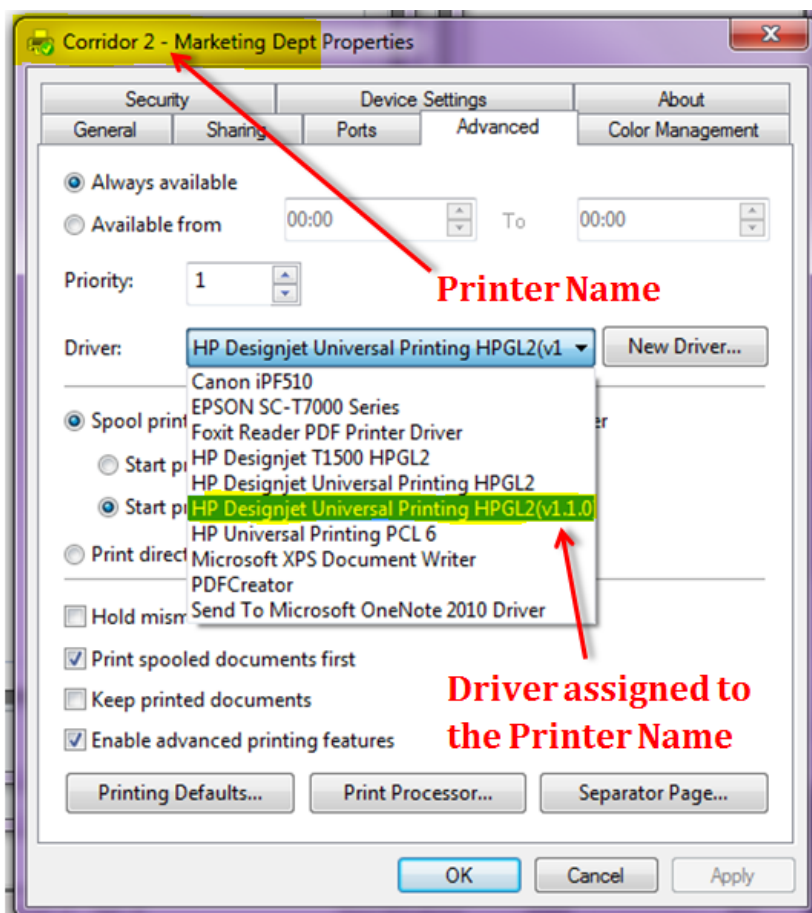 Corridor 2 - Marketing Dept Properties
Security Device Settings About
General Sharing Ports Advanced Color Management
Always available
Available from 00:00 To 00:00
Priority: 1
Printer Name
Driver: HP Designjet Universal Printing HPGL2(v1 New Driver...
Canon iPF510
EPSON SC-T7000 Series
Foxit Reader PDF Printer Driver
HP Designjet T1500 HPGL2
HP Designjet Universal Printing HPGL2
HP Designjet Universal Printing HPGL2(v1.1.0
HP Universal Printing PCL 6
Microsoft XPS Document Writer
PDFCreator
Send To Microsoft OneNote 2010 Driver
Spool
Start
Start
Print
Hold
Print spooled documents first
Keep printed documents
Enable advanced printing features
Driver assigned to
the Printer Name
Printing Defaults... Print Processor... Separator Page...
OK Cancel Apply